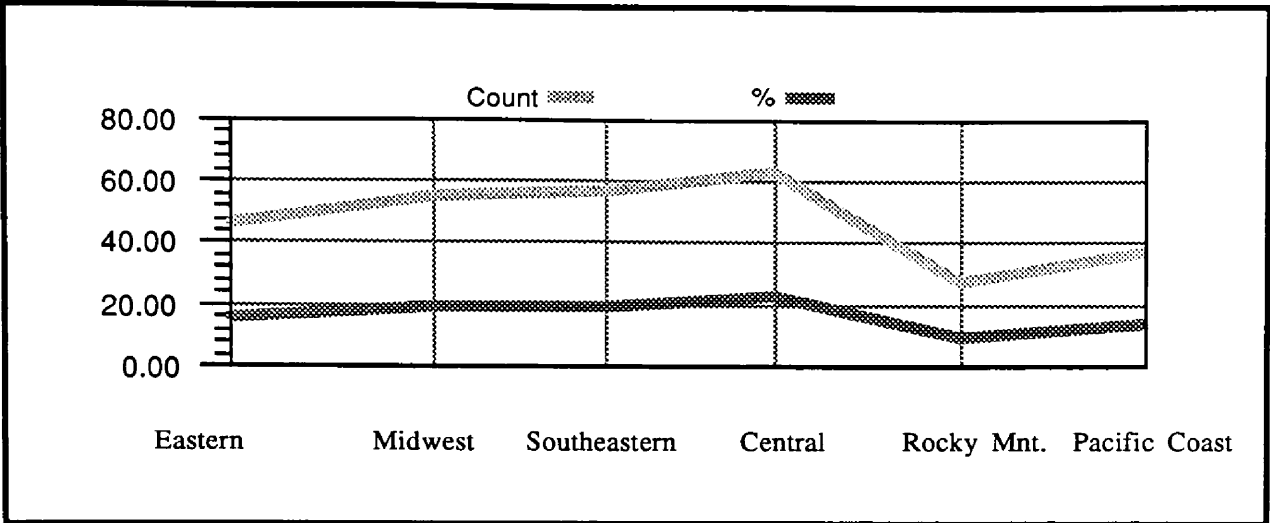 Count %
80.00
60.00
40.00
20.00
0.00
Eastern Midwest Southeastern Central Rocky Mnt. Pacific Coast